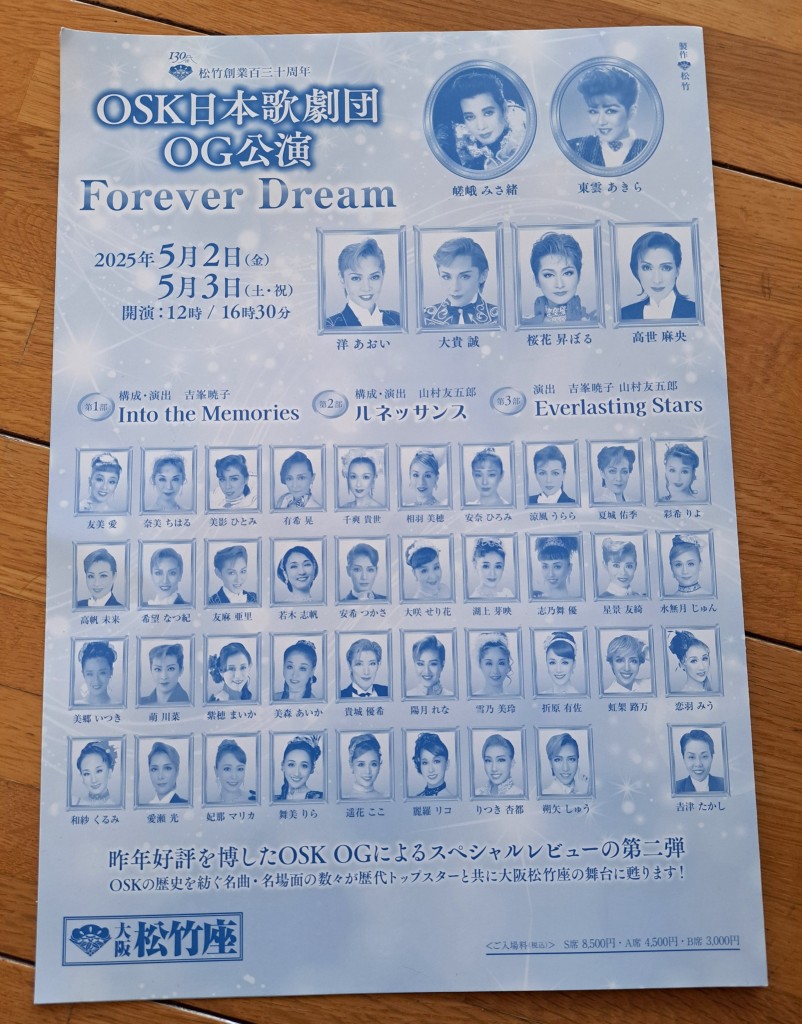 130th
松竹創業百三十周年
製作 松竹
OSK日本歌劇団
OG公演
Forever Dream
嵯峨 みさ緒 東雲 あきら
2025年5月2日(金)
5月3日(土・祝)
開演:12時 / 16時30分
洋 あおい 大貴 誠 桜花 昇ぼる 高世 麻央
第1部 構成・演出 吉峯暁子
Into the Memories
第2部 構成・演出 山村友五郎
ルネッサンス
第3部 演出 吉峯暁子 山村友五郎
Everlasting Stars
友美 愛 奈美 ちはる 美影 ひとみ 有希 晃 千爽 貴世 相羽 美穂 安奈 ひろみ 涼風 うらら 夏城 佑季 彩希 りよ
高帆 未来 希望 なつ紀 友麻 亜里 若木 志帆 安希 つかさ 大咲 せり花 湖上 芽映 志乃舞 優 星景 友綺 水無月 じゅん
美郷 いつき 萌 川菜 紫穂 まいか 美森 あいか 貴城 優希 陽月 れな 雪乃 美玲 折原 有佐 虹架 路万 恋羽 みう
和紗 くるみ 愛瀬 光 妃那 マリカ 舞美 りら 遥花 ここ 麗羅 リコ りつき 杏都 朔矢 しゅう 吉津 たかし
昨年好評を博したOSK OGによるスペシャルレビューの第二弾
OSKの歴史を紡ぐ名曲・名場面の数々が歴代トップスターと共に大阪松竹座の舞台に甦ります!
大阪 松竹座
<ご入場料(税込)> S席 8,500円・A席 4,500円・B席 3,000円